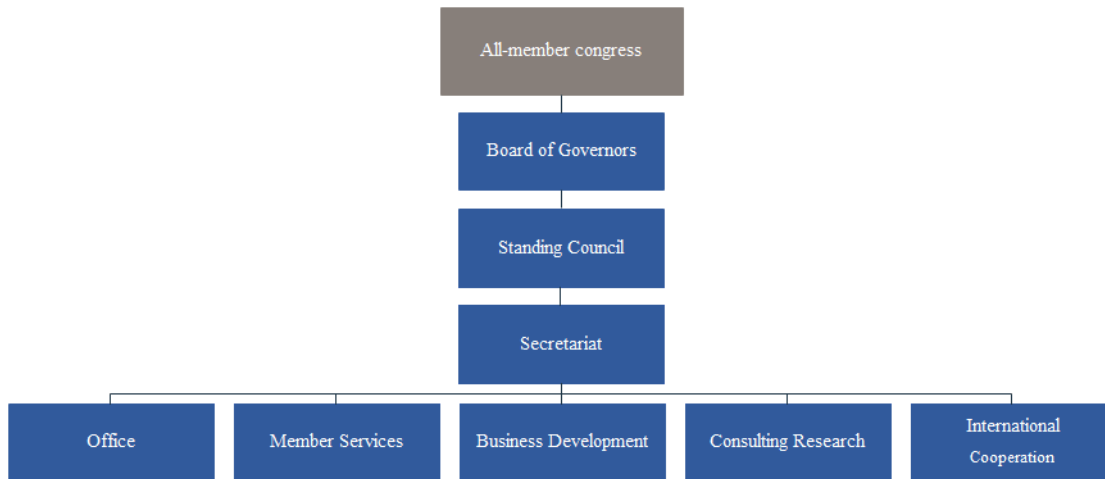 All-member congress
Board of Governors
Standing Council
Secretariat
Office
Member Services
Business Development
Consulting Research
International
Cooperation